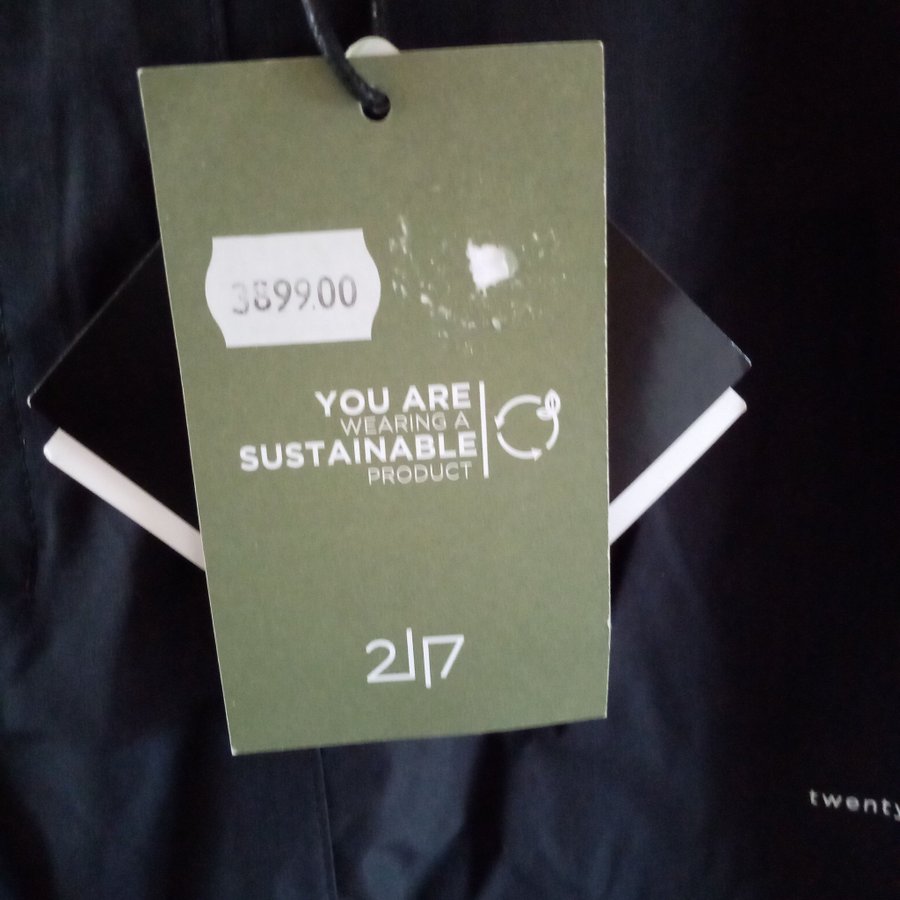 3899.00
YOU ARE
WEARING A
SUSTAINABLE
PRODUCT
2|7
twenty